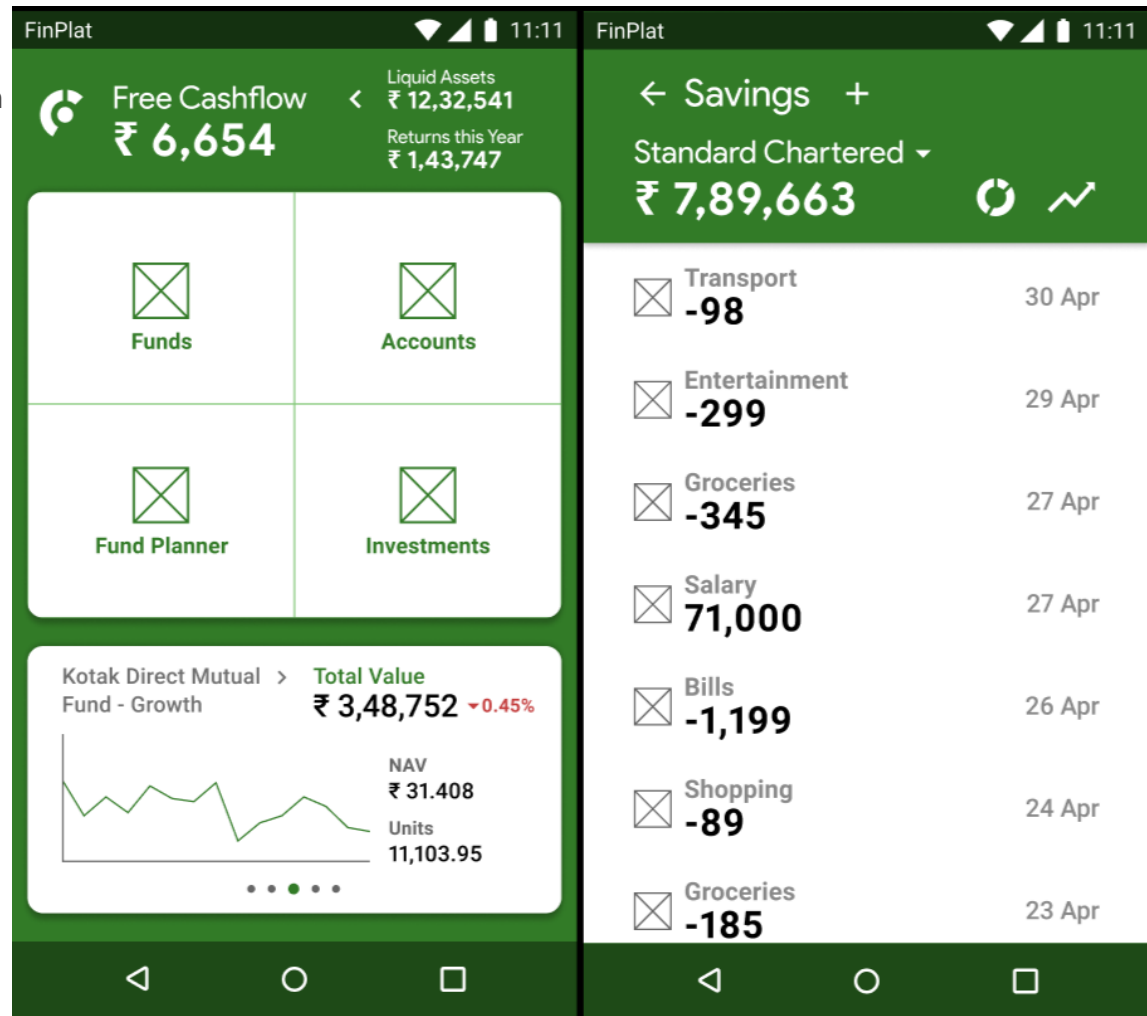 FinPlat
11:11
Free Cashflow
₹ 6,654
Liquid Assets
₹ 12,32,541
Returns this Year
₹ 1,43,747
Funds
Accounts
Fund Planner
Investments
Kotak Direct Mutual >
Fund - Growth
Total Value
₹ 3,48,752 0.45%
NAV
₹ 31.408
Units
11,103.95
FinPlat
11:11
Savings +
Standard Chartered
₹ 7,89,663
Transport
-98
30 Apr
Entertainment
-299
29 Apr
Groceries
-345
27 Apr
Salary
71,000
27 Apr
Bills
-1,199
26 Apr
Shopping
-89
24 Apr
Groceries
-185
23 Apr